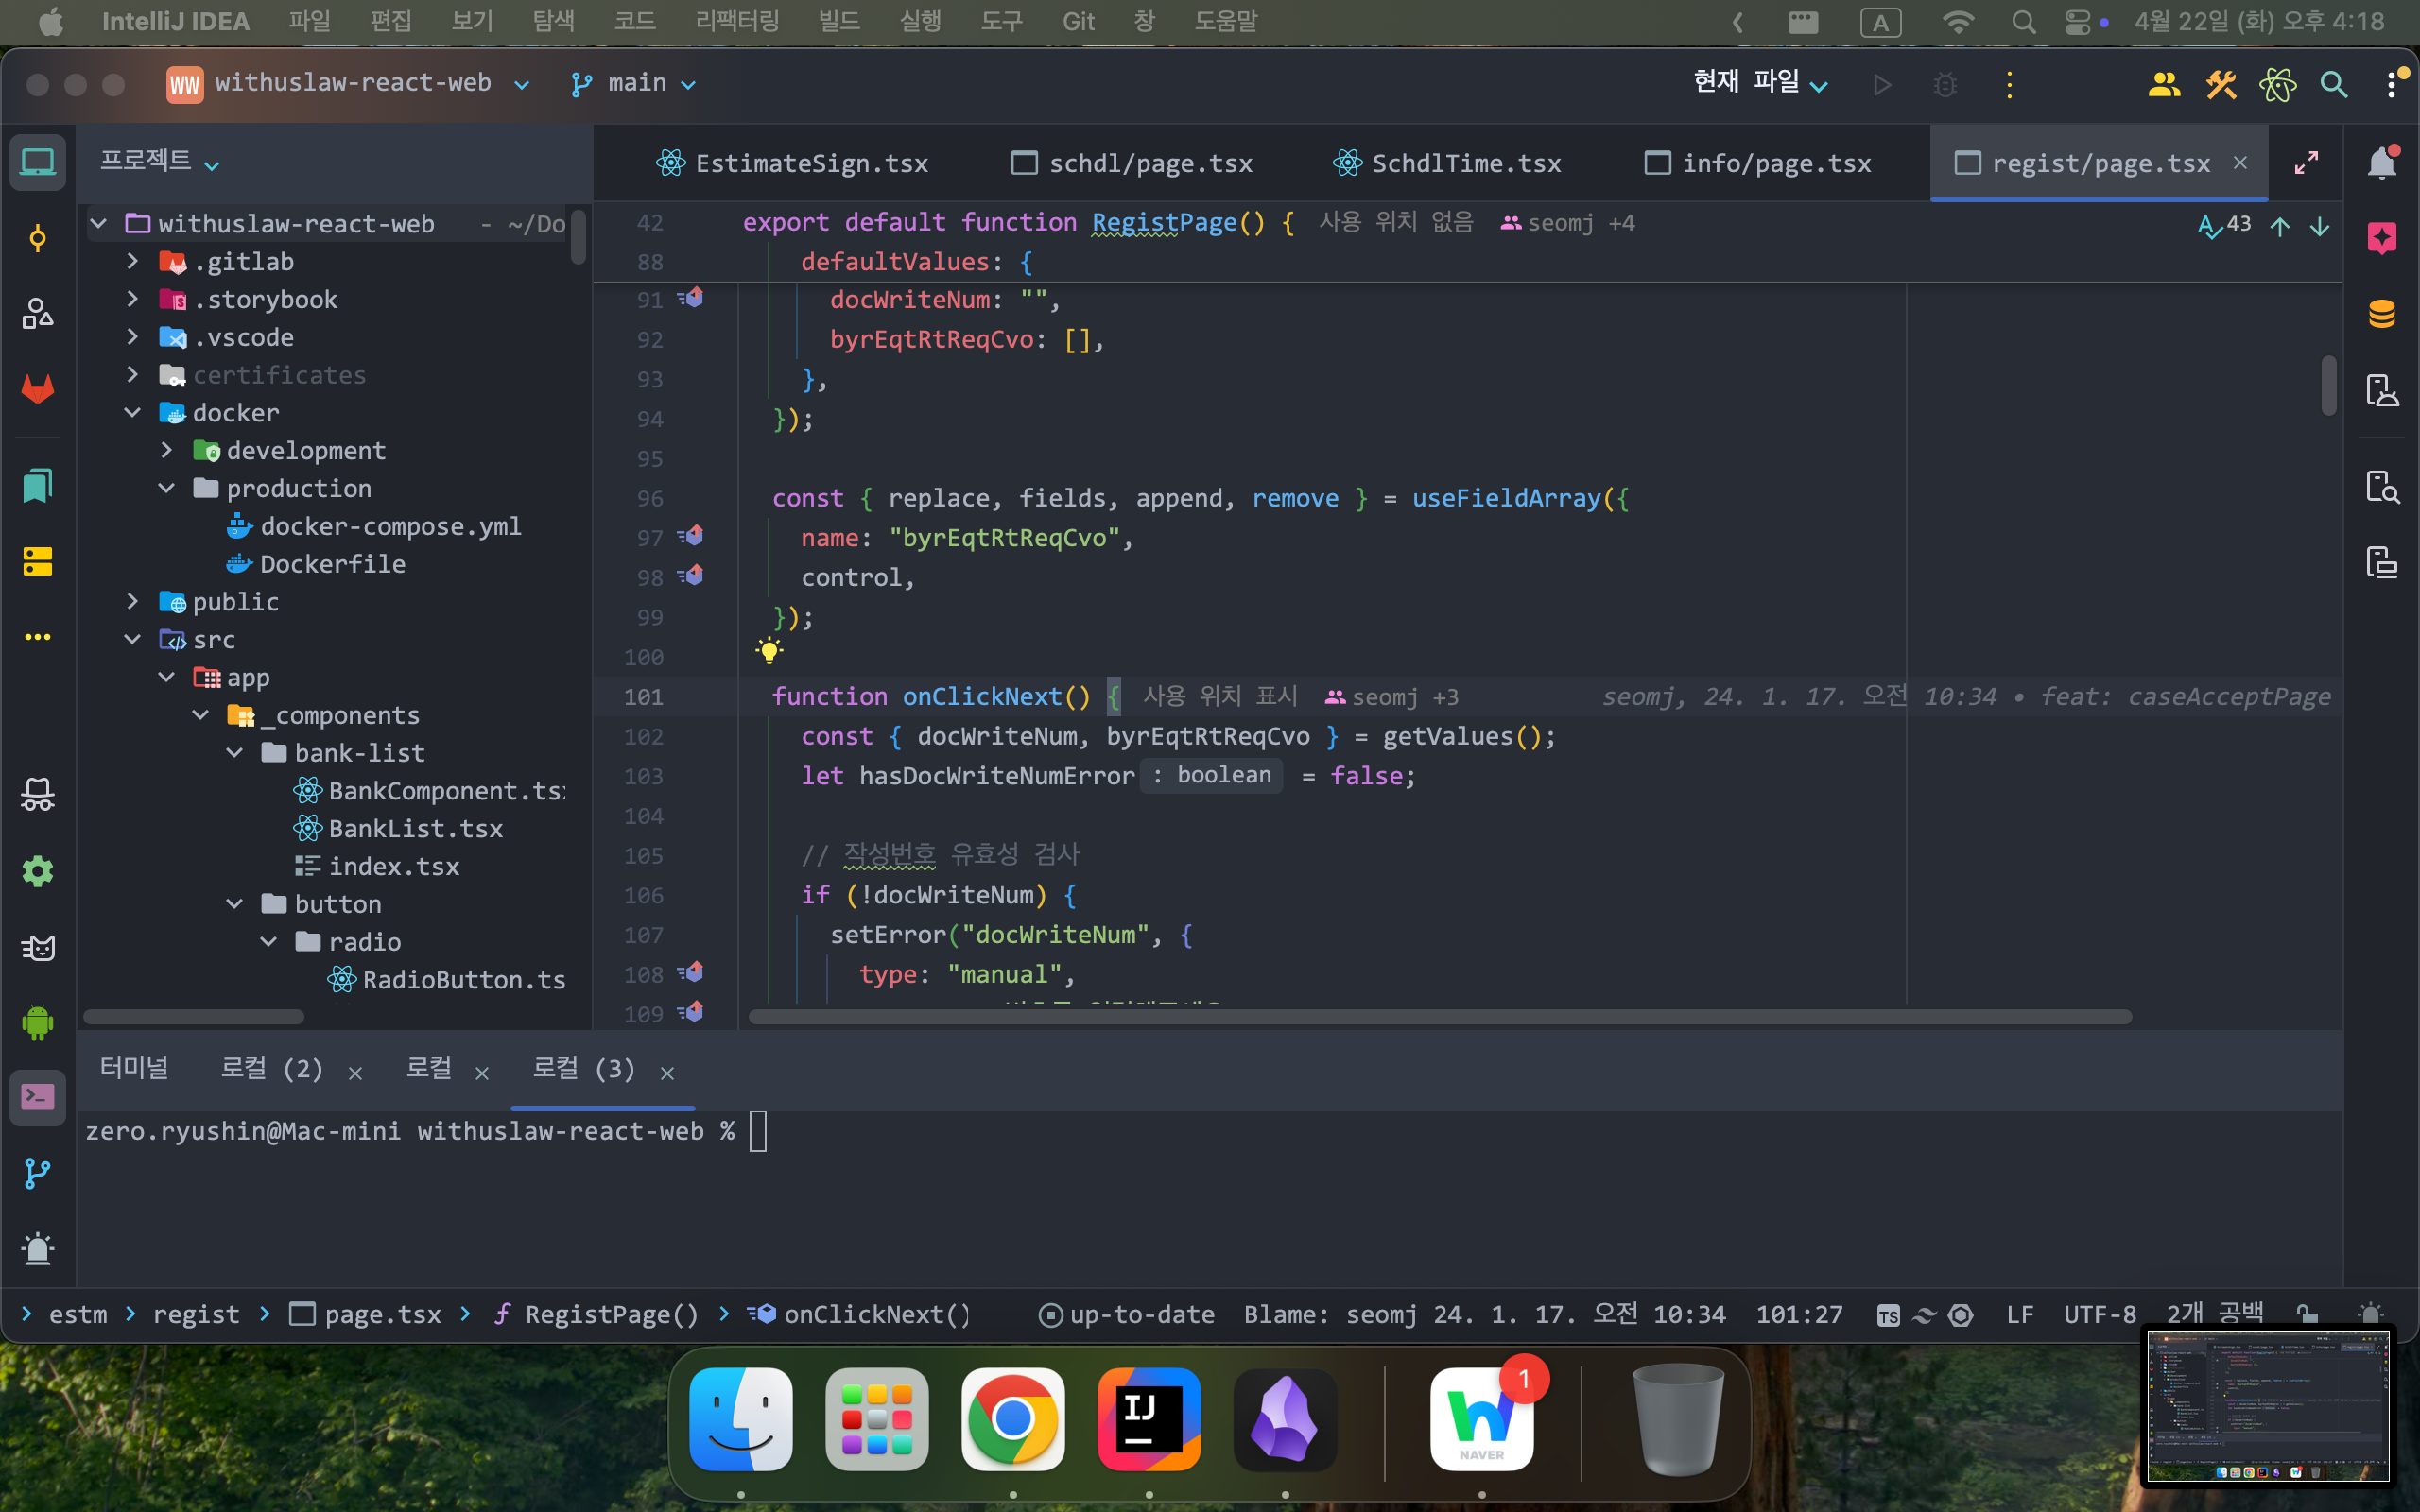 IntelliJ IDEA 파일 편집 보기 탐색 코드 리팩터링 빌드 실행 도구 Git 창 도움말 A 4월 22일 (화) 오후 4:18
WW withuslaw-react-web main 현재 파일
프로젝트
EstimateSign.tsx schdl/page.tsx SchdlTime.tsx info/page.tsx regist/page.tsx
withuslaw-react-web - ~/Do
.gitlab
.storybook
.vscode
certificates
docker
development
production
docker-compose.yml
Dockerfile
public
src
app
_components
bank-list
BankComponent.ts
BankList.tsx
index.tsx
button
radio
RadioButton.ts
42 export default function RegistPage() { 사용 위치 없음 seomj +4
43
88 defaultValues: {
91 docWriteNum: "",
92 byrEqtRtReqCvo: [],
93 },
94 });
95
96 const { replace, fields, append, remove } = useFieldArray({
97 name: "byrEqtRtReqCvo",
98 control,
99 });
100
101 function onClickNext() { 사용 위치 표시 seomj +3 seomj, 24. 1. 17. 오전 10:34 • feat: caseAcceptPage
102 const { docWriteNum, byrEqtRtReqCvo } = getValues();
103 let hasDocWriteNumError : boolean = false;
104
105 // 작성번호 유효성 검사
106 if (!docWriteNum) {
107 setError("docWriteNum", {
108 type: "manual",
109
터미널 로컬 (2) 로컬 로컬 (3)
zero.ryushin@Mac-mini withuslaw-react-web %
estm regist page.tsx RegistPage() onClickNext() up-to-date Blame: seomj 24. 1. 17. 오전 10:34 101:27 TS LF UTF-8 2개 공백
IJ
NAVER
1